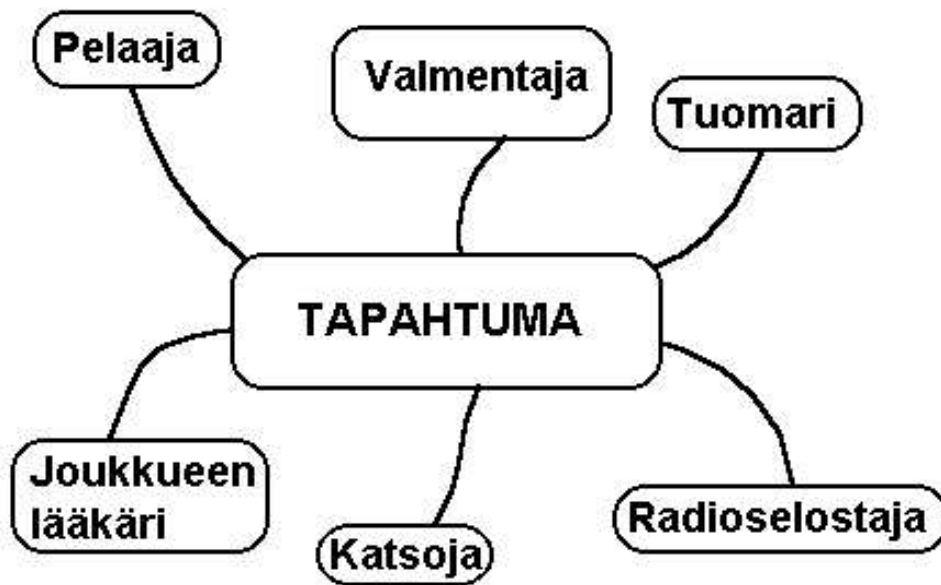 Pelaaja
Valmentaja
Tuomari
TAPAHTUMA
Joukkueen
lääkäri
Katsoja
Radioselostaja